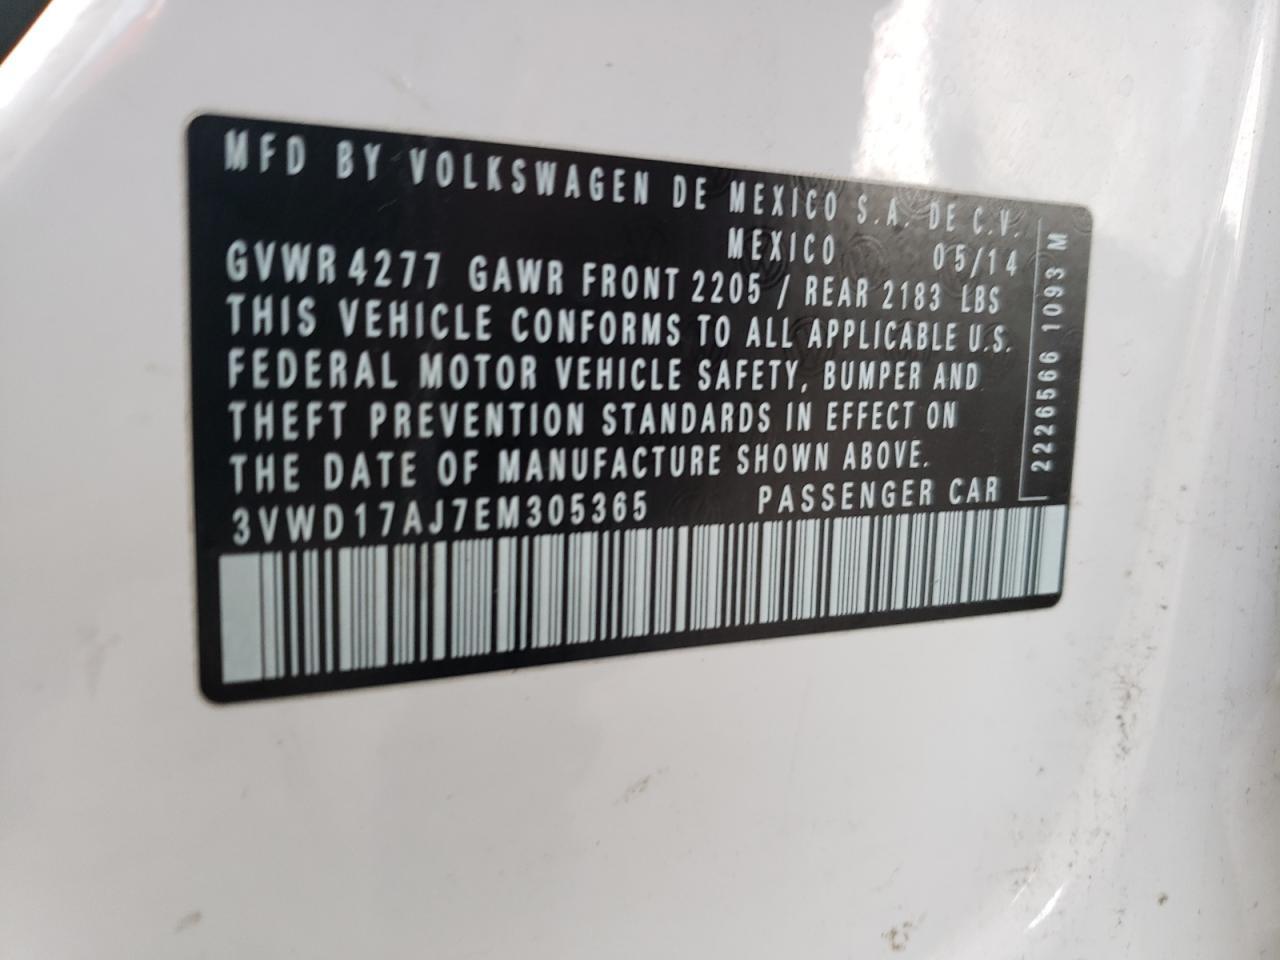 MFD BY VOLKSWAGEN DE MEXICO S.A. DE C.V.
MEXICO 05/14
GVWR 4277 GAWR FRONT 2205 / REAR 2183 LBS
THIS VEHICLE CONFORMS TO ALL APPLICABLE U.S.
FEDERAL MOTOR VEHICLE SAFETY, BUMPER AND
THEFT PREVENTION STANDARDS IN EFFECT ON
THE DATE OF MANUFACTURE SHOWN ABOVE.
3VWD17AJ7EM305365 PASSENGER CAR
2226566 1093 M